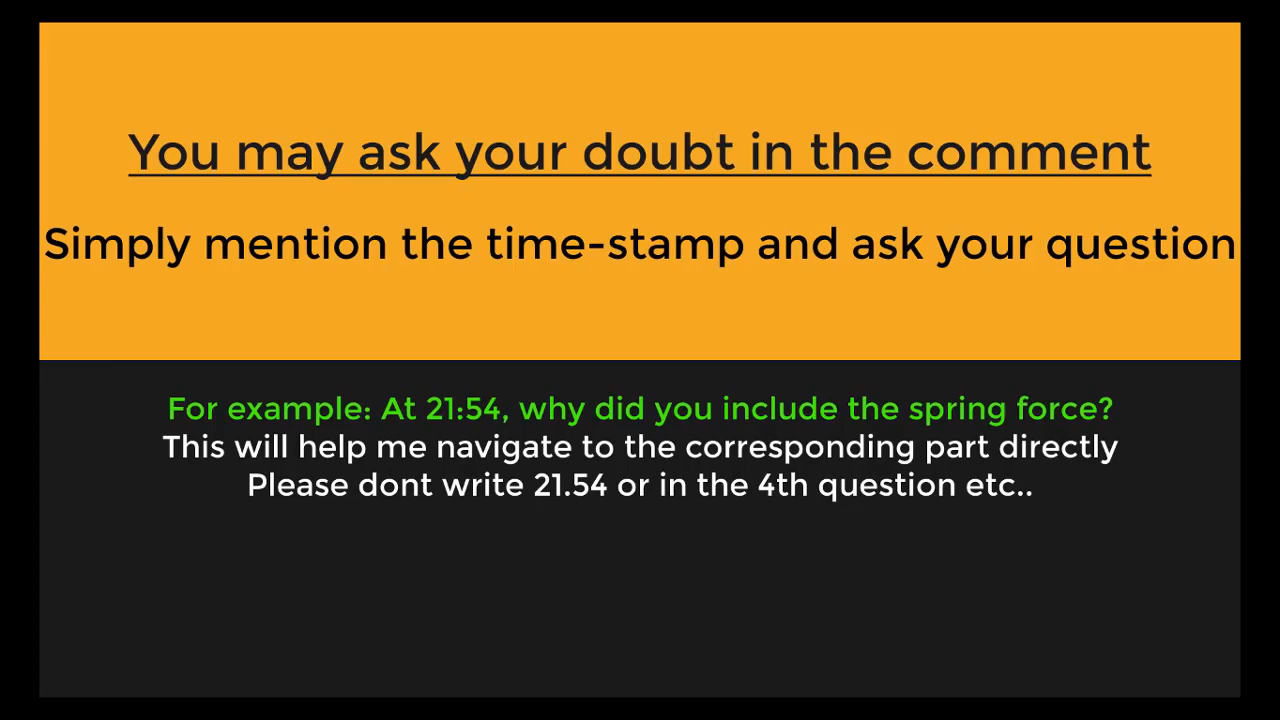 You may ask your doubt in the comment
Simply mention the time-stamp and ask your question
For example: At 21:54, why did you include the spring force?
This will help me navigate to the corresponding part directly
Please dont write 21.54 or in the 4th question etc..